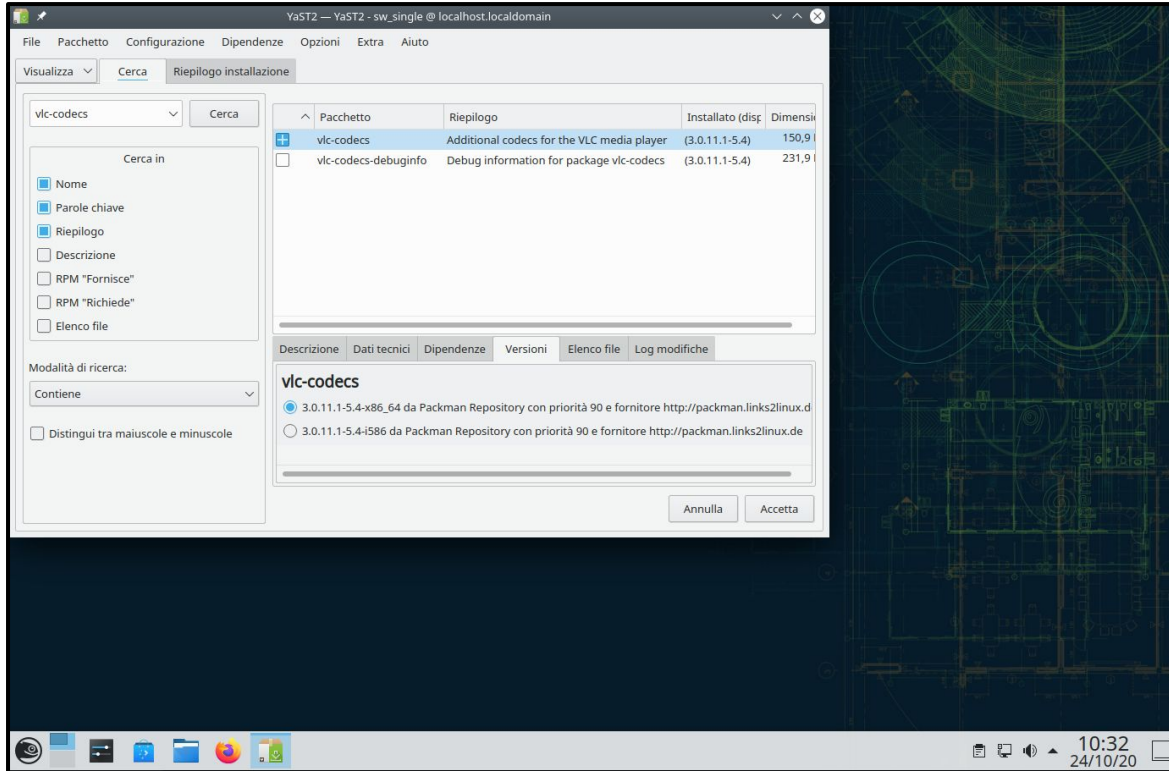 YaST2 — YaST2 - sw_single @ localhost.localdomain
File Pacchetto Configurazione Dipendenze Opzioni Extra Aiuto
Visualizza Cerca Riepilogo installazione
vlc-codecs Cerca
Cerca in
Nome
Parole chiave
Riepilogo
Descrizione
RPM "Fornisce"
RPM "Richiede"
Elenco file
Modalità di ricerca:
Contiene
Distingui tra maiuscole e minuscole
Pacchetto Riepilogo Installato (disp Dimensi
vlc-codecs Additional codecs for the VLC media player (3.0.11.1-5.4) 150,9
vlc-codecs-debuginfo Debug information for package vlc-codecs (3.0.11.1-5.4) 231,9
Descrizione Dati tecnici Dipendenze Versioni Elenco file Log modifiche
vlc-codecs
3.0.11.1-5.4-x86_64 da Packman Repository con priorità 90 e fornitore http://packman.links2linux.d
3.0.11.1-5.4-i586 da Packman Repository con priorità 90 e fornitore http://packman.links2linux.de
Annulla Accetta
10:32
24/10/20